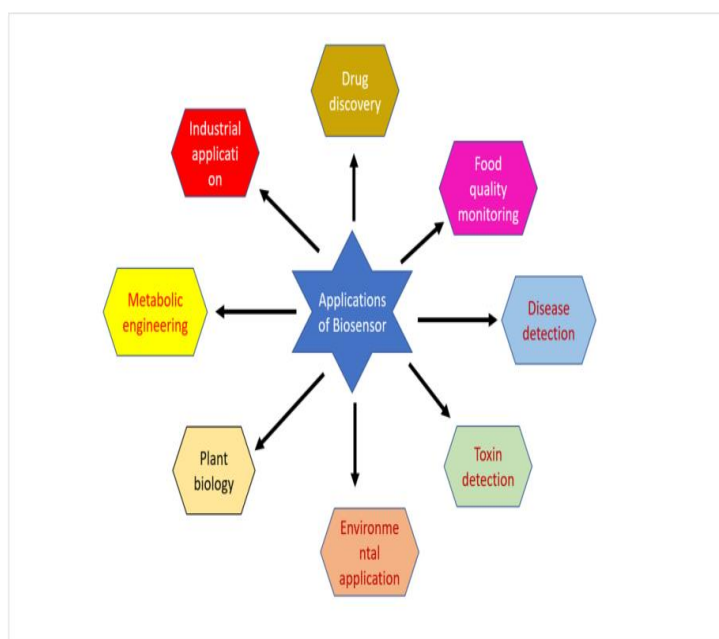 Drug
discovery
Industrial
applicati
on
Food
quality
monitoring
Metabolic
engineering
Applications
of Biosensor
Disease
detection
Plant
biology
Toxin
detection
Environme
ntal
application